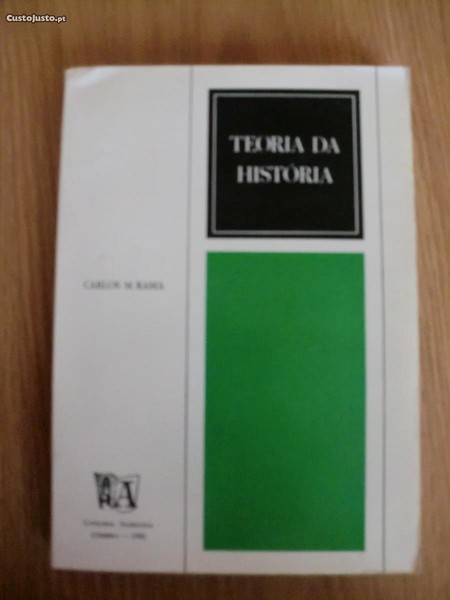 CustoJusto.pt
TEORIA DA
HISTÓRIA
CARLOS M. RAMA
A